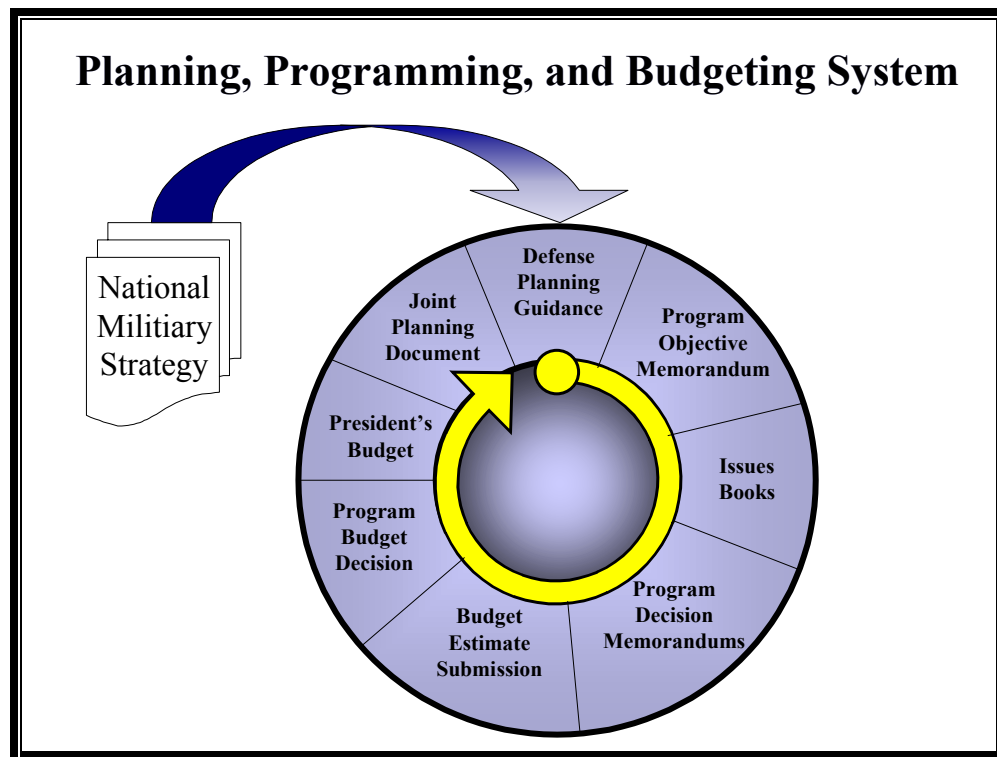 Planning, Programming, and Budgeting System
National
Militiary
Strategy
Defense
Planning
Guidance
Program
Objective
Memorandum
Issues
Books
Program
Decision
Memorandums
Budget
Estimate
Submission
Program
Budget
Decision
President’s
Budget
Joint
Planning
Document